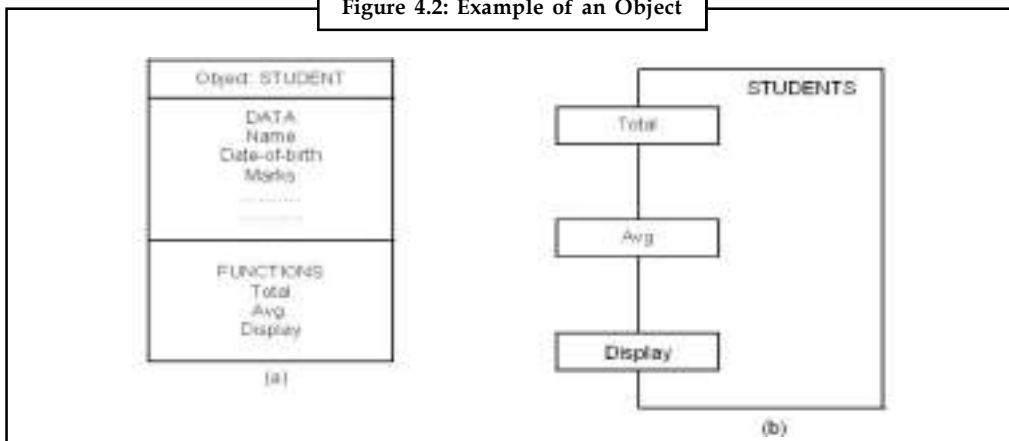 Figure 4.2: Example of an Object
Object: STUDENT
DATA
Name
Date-of-birth
Marks
............
............
FUNCTIONS
Total
Avg.
Display
(a)
STUDENTS
Total
Avg
Display
(b)